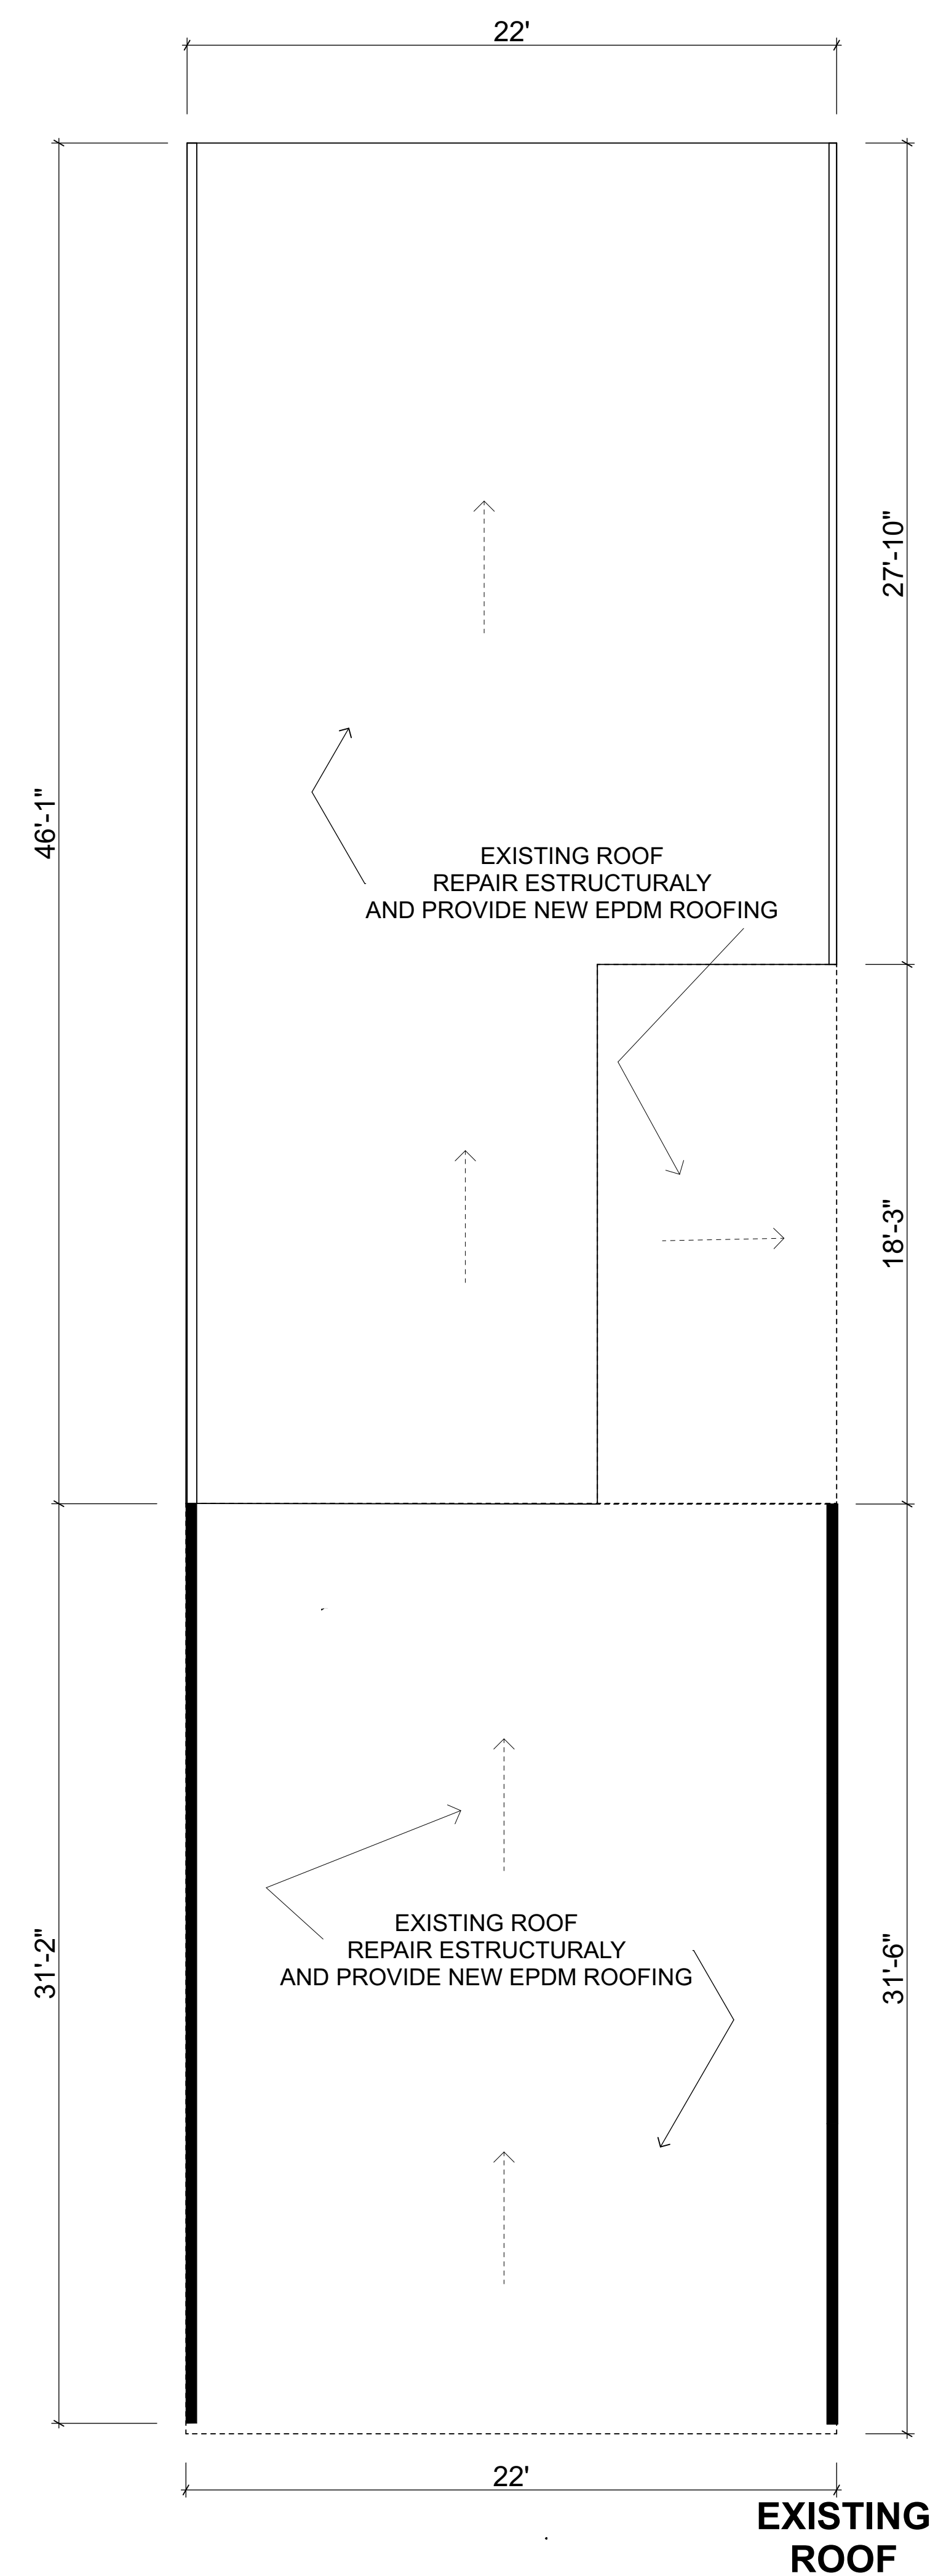 22'
27'-10"
46'-1"
EXISTING ROOF
REPAIR ESTRUCTURALY
AND PROVIDE NEW EPDM ROOFING
18'-3"
EXISTING ROOF
REPAIR ESTRUCTURALY
AND PROVIDE NEW EPDM ROOFING
31'-2"
31'-6"
22'
EXISTING
ROOF